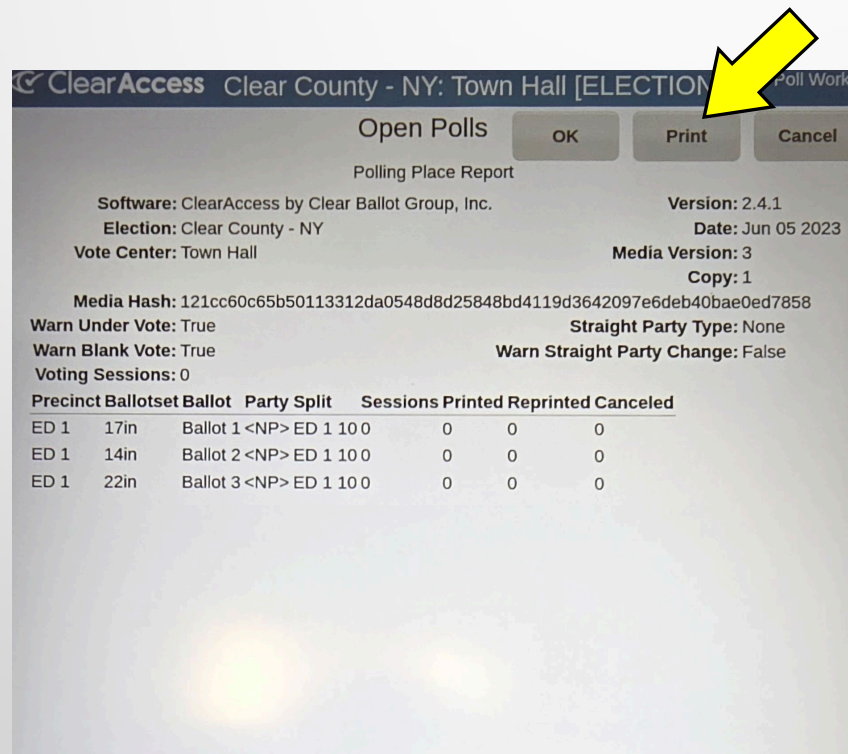 ClearAccess Clear County - NY: Town Hall [ELECTION Poll Work
Open Polls OK Print Cancel
Polling Place Report
Software: ClearAccess by Clear Ballot Group, Inc. Version: 2.4.1
Election: Clear County - NY Date: Jun 05 2023
Vote Center: Town Hall Media Version: 3
Copy: 1
Media Hash: 121cc60c65b50113312da0548d8d25848bd4119d3642097e6deb40bae0ed7858
Warn Under Vote: True Straight Party Type: None
Warn Blank Vote: True Warn Straight Party Change: False
Voting Sessions: 0
Precinct Ballotset Ballot Party Split Sessions Printed Reprinted Canceled
ED 1 17in Ballot 1 <NP> ED 1 10 0 0 0 0
ED 1 14in Ballot 2 <NP> ED 1 10 0 0 0 0
ED 1 22in Ballot 3 <NP> ED 1 10 0 0 0 0